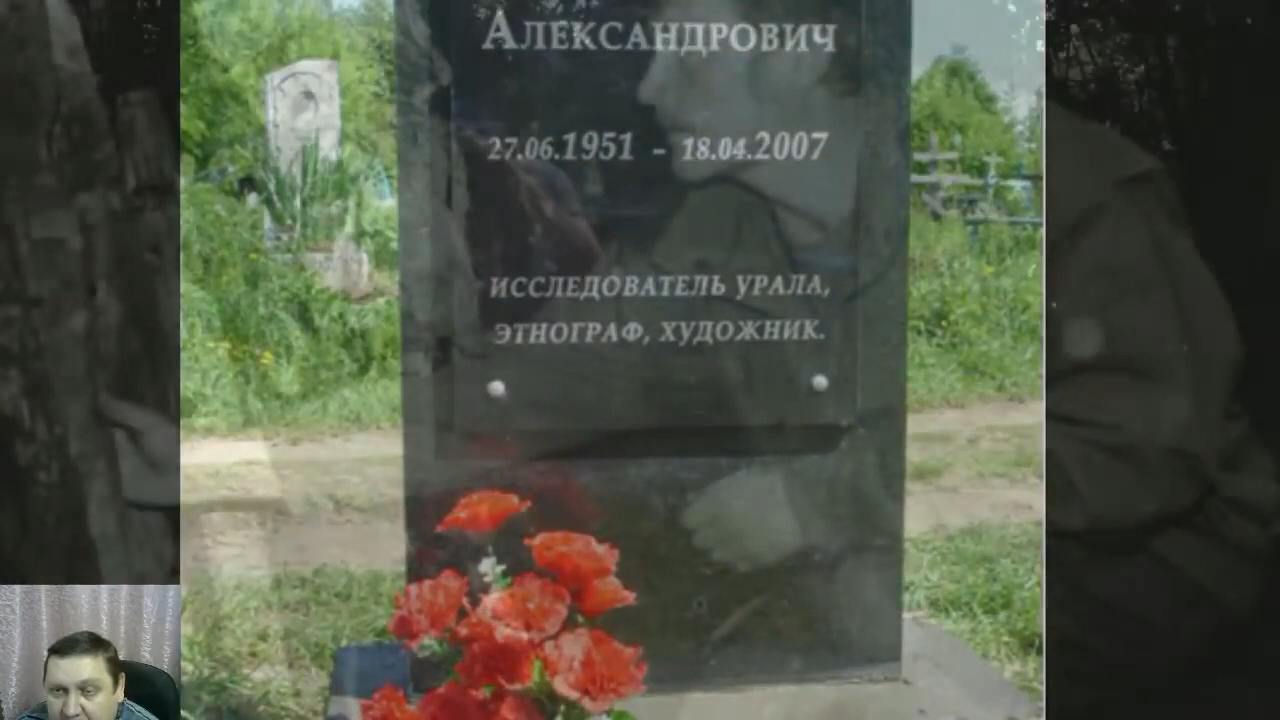 Александрович
27.06.1951 – 18.04.2007
ИССЛЕДОВАТЕЛЬ УРАЛА,
ЭТНОГРАФ, ХУДОЖНИК.